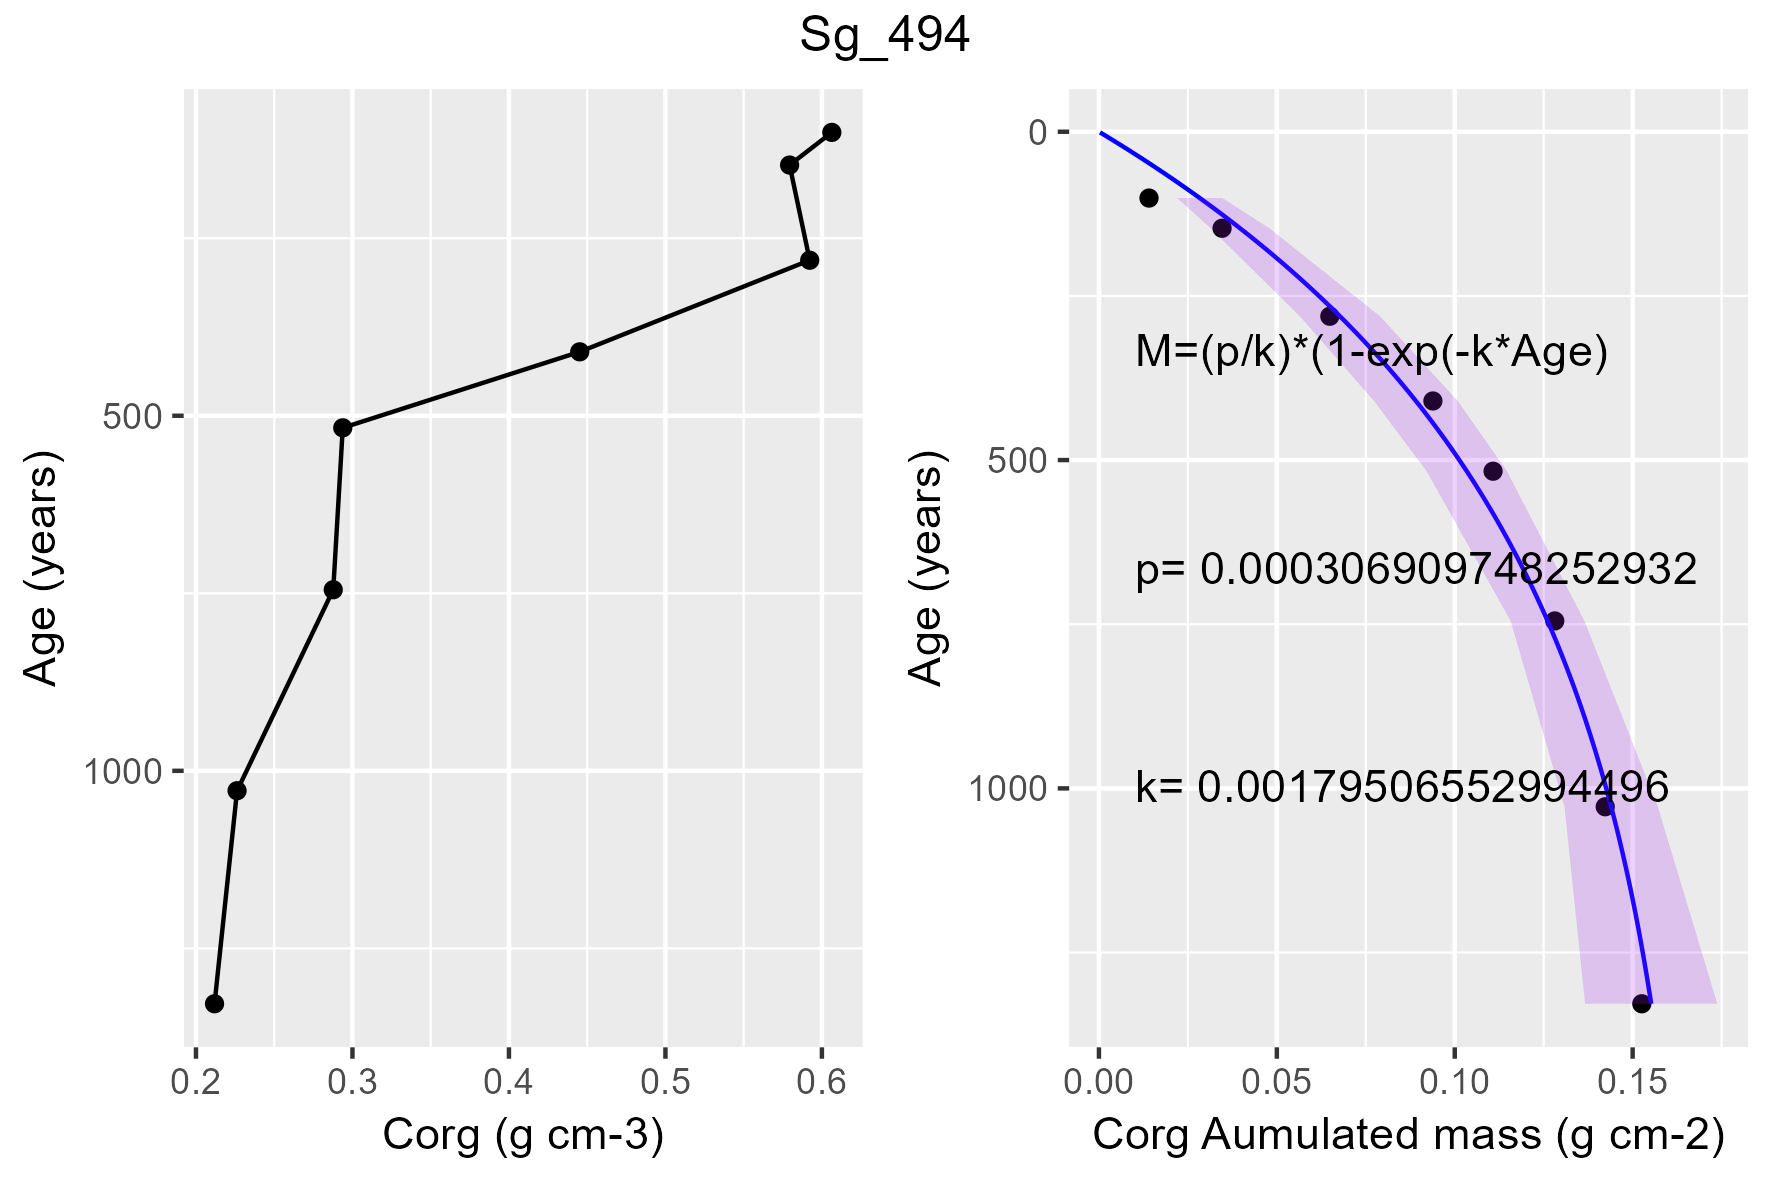 Sg_494
500
1000
0.2 0.3 0.4 0.5 0.6
Corg (g cm-3)
Age (years)
0
500
1000
0.00 0.05 0.10 0.15
Corg Aumulated mass (g cm-2)
Age (years)
M=(p/k)*(1-exp(-k*Age)
p= 0.000306909748252932
k= 0.00179506552994496